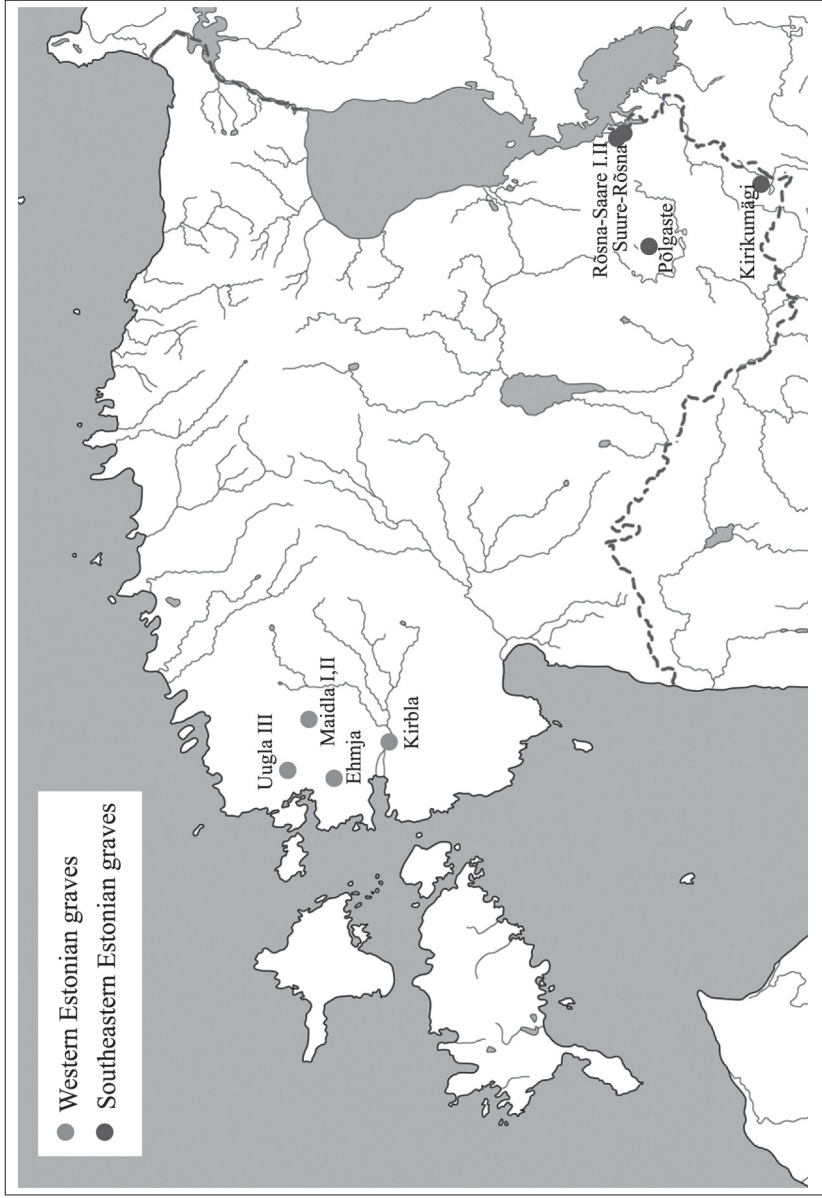 Western Estonian graves
Southeastern Estonian graves
Uugla III
Maidla I,II
Ehmja
Kirbla
Rõsna-Saare I.II
Suure-Rõsna
Põlgaste
Kirikumägi